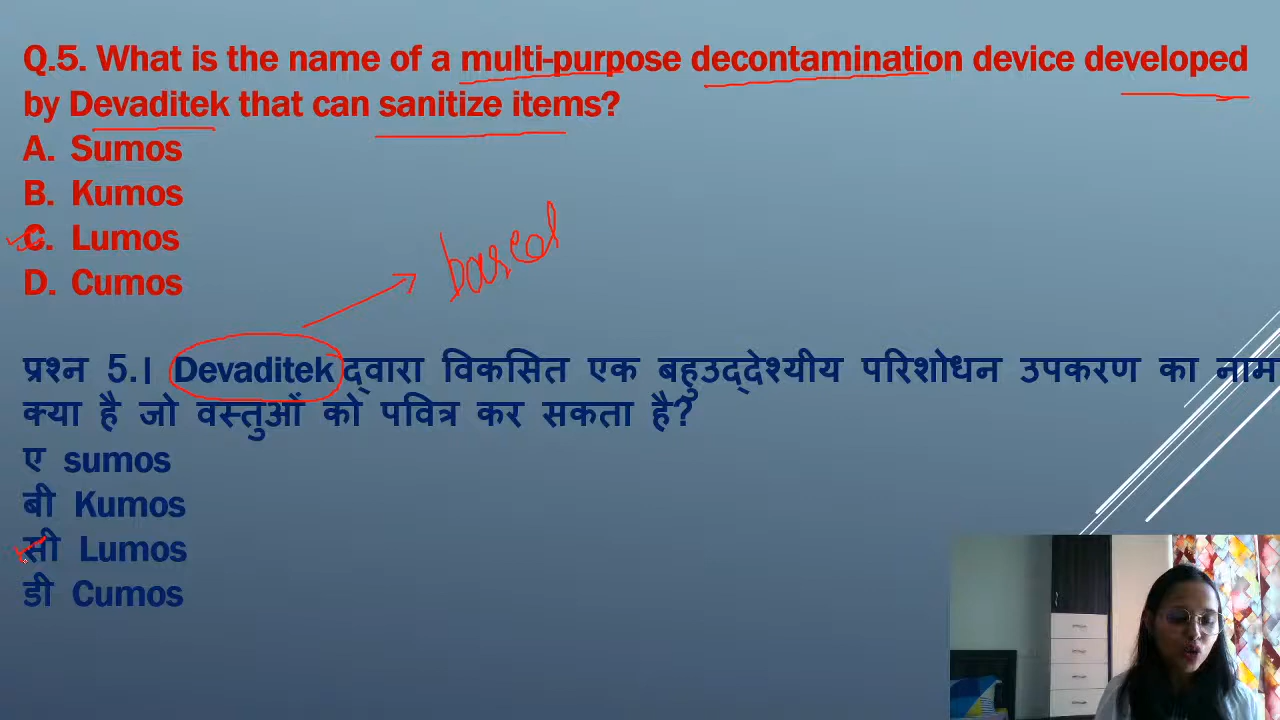 Q.5. What is the name of a multi-purpose decontamination device developed
by Devaditek that can sanitize items?
A. Sumos
B. Kumos
C. Lumos
D. Cumos
based
प्रश्न 5.। Devaditek द्वारा विकसित एक बहुउद्देश्यीय परिशोधन उपकरण का नाम
क्या है जो वस्तुओं को पवित्र कर सकता है?
ए sumos
बी Kumos
सी Lumos
डी Cumos